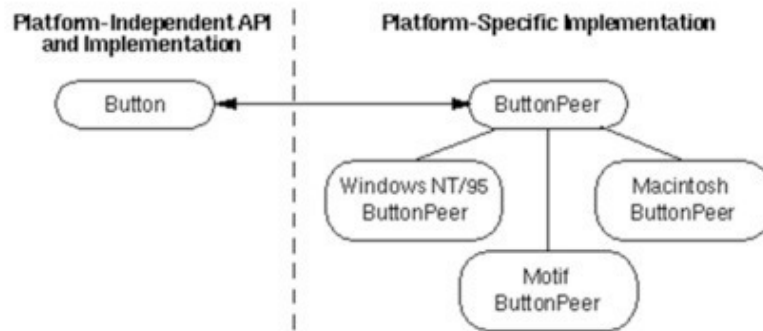 Platform-Independent API
and Implementation
Platform-Specific Implementation
Button
ButtonPeer
Windows NT/95
ButtonPeer
Macintosh
ButtonPeer
Motif
ButtonPeer